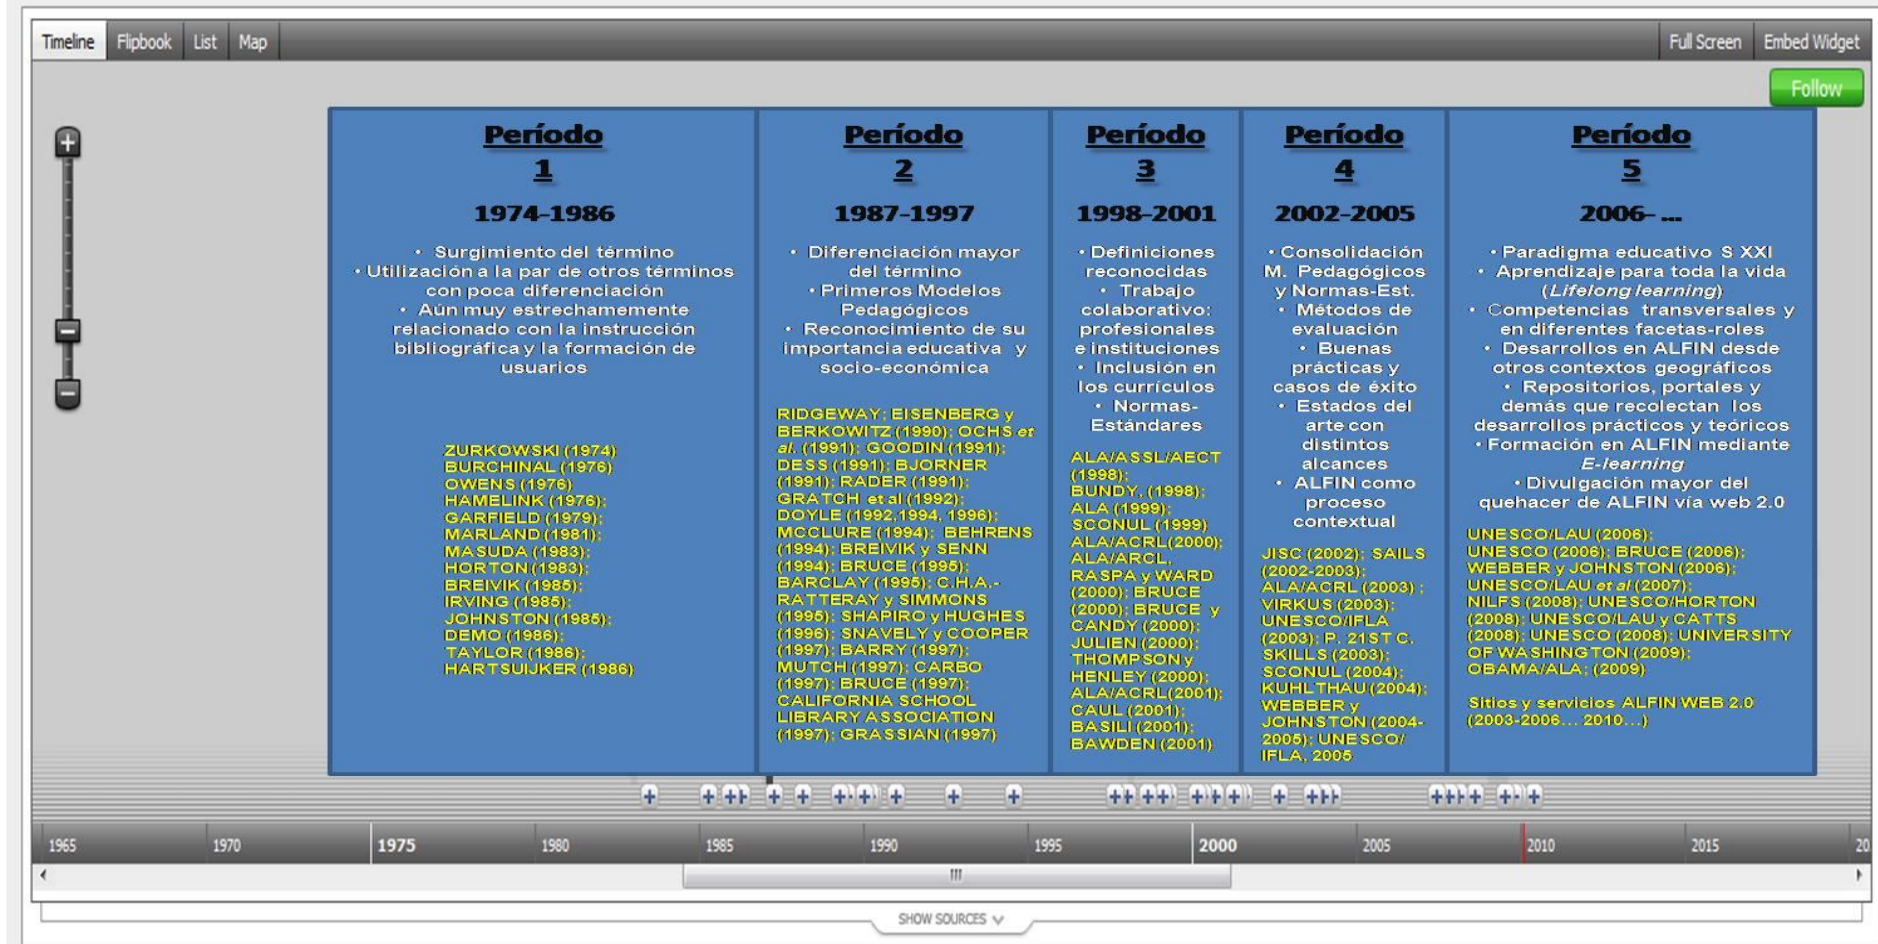 Timeline Flipbook List Map Full Screen Embed Widget
Follow
Período
1
1974-1986
• Surgimiento del término
• Utilización a la par de otros términos
con poca diferenciación
• Aún muy estrechamemente
relacionado con la instrucción
bibliográfica y la formación de
usuarios
ZURKOWSKI (1974)
BURCHINAL (1976)
OWENS (1976)
HAMELINK (1976);
GARFIELD (1979);
MARLAND (1981);
MASUDA (1983);
HORTON (1983);
BREIVIK (1985);
IRVING (1985);
JOHNSTON (1985);
DEMO (1986);
TAYLOR (1986);
HARTSUIJKER (1986)
Período
2
1987-1997
• Diferenciación mayor
del término
• Primeros Modelos
Pedagógicos
• Reconocimiento de su
importancia educativa y
socio-económica
RIDGEWAY; EISENBERG y
BERKOWITZ (1990); OCHS et
al. (1991); GOODIN (1991);
DESS (1991); BJORNER
(1991); RADER (1991);
GRATCH et al (1992);
DOYLE (1992,1994, 1996);
MCCLURE (1994); BEHRENS
(1994); BREIVIK y SENN
(1994); BRUCE (1995);
BARCLAY (1995); C.H.A.-
RATTERAY y SIMMONS
(1995); SHAPIRO y HUGHES
(1996); SNAVELY y COOPER
(1997); BARRY (1997);
MUTCH (1997); CARBO
(1997); BRUCE (1997);
CALIFORNIA SCHOOL
LIBRARY ASSOCIATION
(1997); GRASSIAN (1997)
Período
3
1998-2001
• Definiciones
reconocidas
• Trabajo
colaborativo:
profesionales
e instituciones
• Inclusión en
los currículos
• Normas-
Estándares
ALA/ASSL/AECT
(1998);
BUNDY, (1998);
ALA (1999);
SCONUL (1999)
ALA/ACRL(2000);
ALA/ARCL,
RASPA y WARD
(2000); BRUCE
(2000); BRUCE y
CANDY (2000);
JULIEN (2000);
THOMPSON y
HENLEY (2000);
ALA/ACRL(2001);
CAUL (2001);
BASILI (2001);
BAWDEN (2001)
Período
4
2002-2005
• Consolidación
M. Pedagógicos
y Normas-Est.
• Métodos de
evaluación
• Buenas
prácticas y
casos de éxito
• Estados del
arte con
distintos
alcances
• ALFIN como
proceso
contextual
JISC (2002); SAILS
(2002-2003);
ALA/ACRL (2003) ;
VIRKUS (2003);
UNESCO/IFLA
(2003); P. 21ST C.
SKILLS (2003);
SCONUL (2004);
KUHLTHAU (2004);
WEBBER y
JOHNSTON (2004-
2005); UNESCO/
IFLA, 2005
Período
5
2006- ...
• Paradigma educativo S XXI
• Aprendizaje para toda la vida
(Lifelong learning)
• Competencias transversales y
en diferentes facetas-roles
• Desarrollos en ALFIN desde
otros contextos geográficos
• Repositorios, portales y
demás que recolectan los
desarrollos prácticos y teóricos
• Formación en ALFIN mediante
E-learning
• Divulgación mayor del
quehacer de ALFIN vía web 2.0
UNESCO/LAU (2006);
UNESCO (2006); BRUCE (2006);
WEBBER y JOHNSTON (2006);
UNESCO/LAU et al (2007);
NILFS (2008); UNESCO/HORTON
(2008); UNESCO/LAU y CATTS
(2008); UNESCO (2008); UNIVERSITY
OF WASHINGTON (2009);
OBAMA/ALA; (2009)
Sitios y servicios ALFIN WEB 2.0
(2003-2006... 2010...)
1965 1970 1975 1980 1985 1990 1995 2000 2005 2010 2015 20
SHOW SOURCES